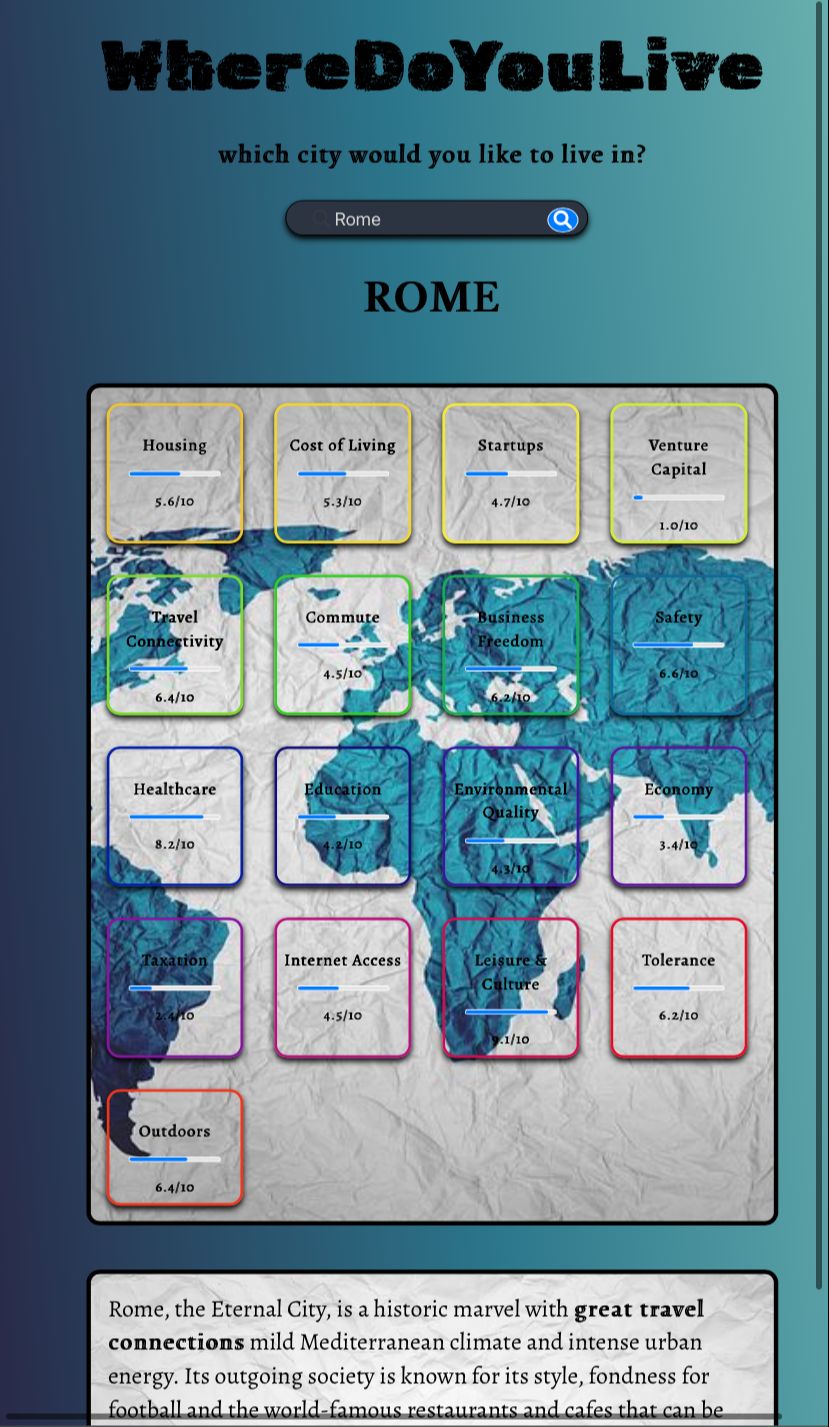 WhereDoYouLive
which city would you like to live in?
Rome
ROME
Housing
5.6/10
Cost of Living
5.3/10
Startups
4.7/10
Venture
Capital
1.0/10
Travel
Connectivity
6.4/10
Commute
4.5/10
Business
Freedom
6.2/10
Safety
6.6/10
Healthcare
8.2/10
Education
4.2/10
Environmental
Quality
4.3/10
Economy
3.4/10
Taxation
2.4/10
Internet Access
4.5/10
Leisure &
Culture
9.1/10
Tolerance
6.2/10
Outdoors
6.4/10
Rome, the Eternal City, is a historic marvel with great travel
connections mild Mediterranean climate and intense urban
energy. Its outgoing society is known for its style, fondness for
football and the world-famous restaurants and cafes that can be